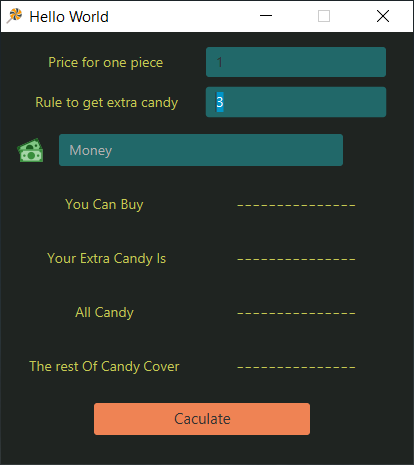 Hello World
Price for one piece 1
Rule to get extra candy 3
Money
You Can Buy ---------------
Your Extra Candy Is ---------------
All Candy ---------------
The rest Of Candy Cover ---------------
Caculate